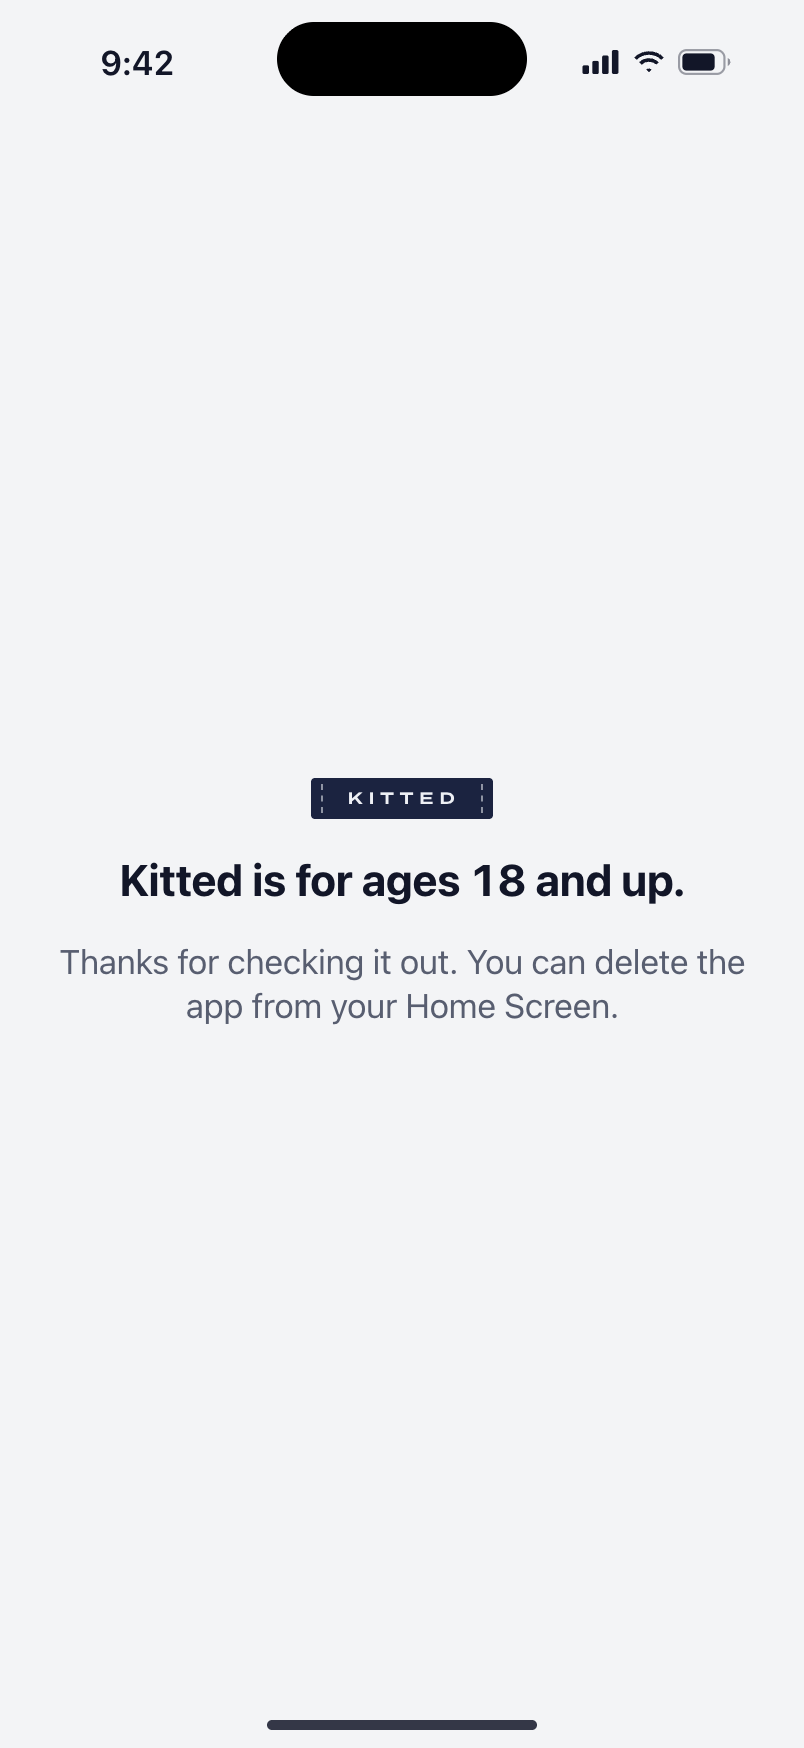 9:42
KITTED
Kitted is for ages 18 and up.
Thanks for checking it out. You can delete the
app from your Home Screen.